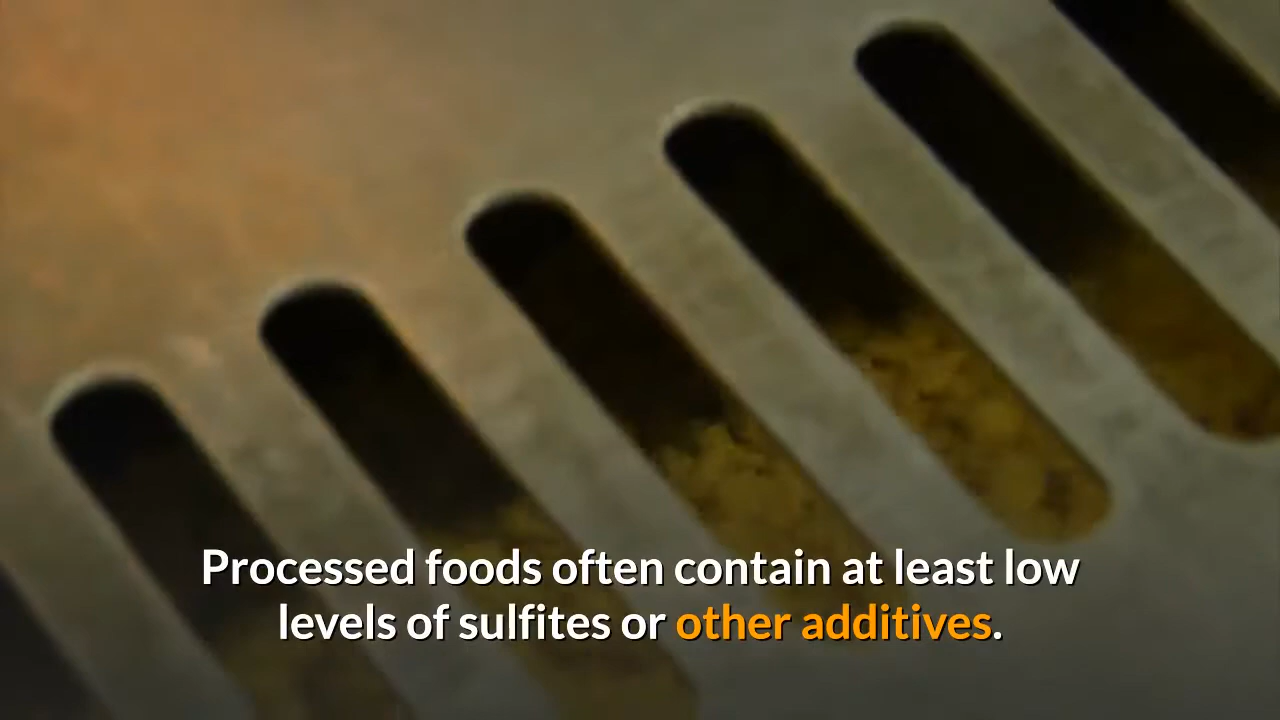 Processed foods often contain at least low
levels of sulfites or other additives.